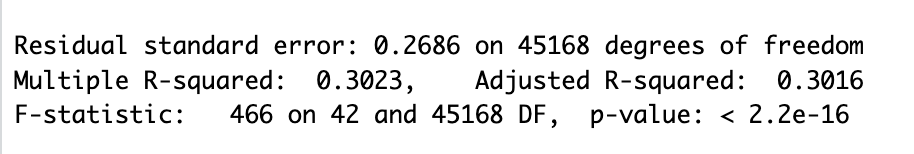 Residual standard error: 0.2686 on 45168 degrees of freedom
Multiple R-squared:  0.3023,    Adjusted R-squared:  0.3016
F-statistic:   466 on 42 and 45168 DF,  p-value: < 2.2e-16